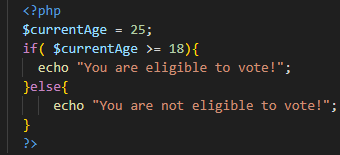 <?php
$currentAge = 25;
if( $currentAge >= 18){
  echo "You are eligible to vote!";
}else{
    echo "You are not eligible to vote!";
}
?>